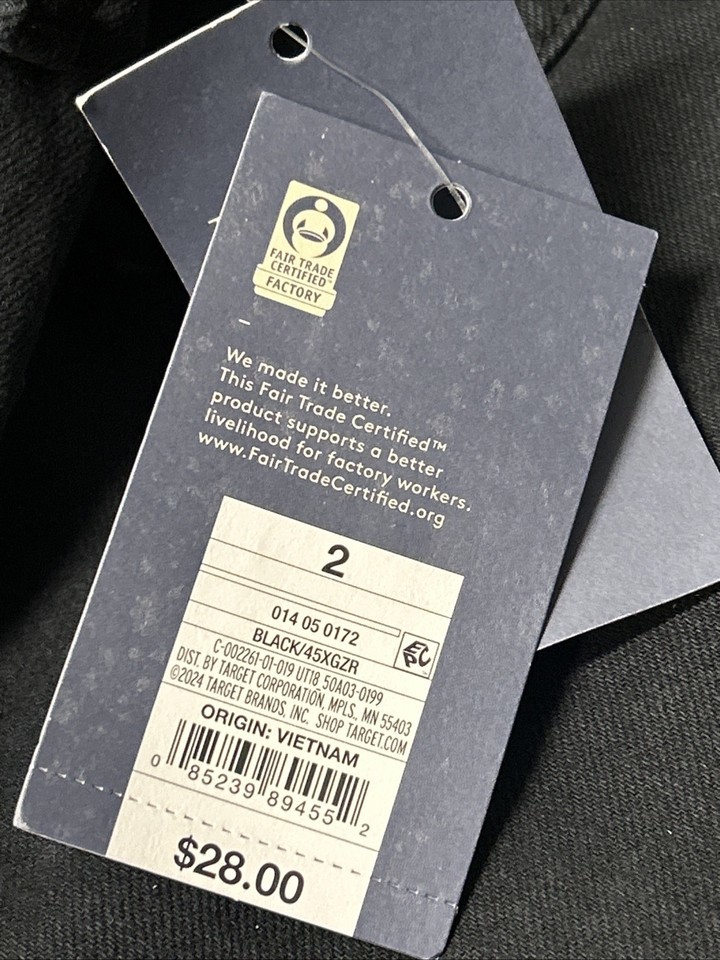 FAIR TRADE
CERTIFIED™
FACTORY
We made it better.
This Fair Trade Certified™
product supports a better
livelihood for factory workers.
www.FairTradeCertified.org
2
014 05 0172
BLACK/45XGZR
C-002261-01-019 UT18 50A03-0199
DIST. BY TARGET CORPORATION, MPLS., MN 55403
©2024 TARGET BRANDS, INC. SHOP TARGET.COM
ORIGIN: VIETNAM
0 85239 89455 2
$28.00